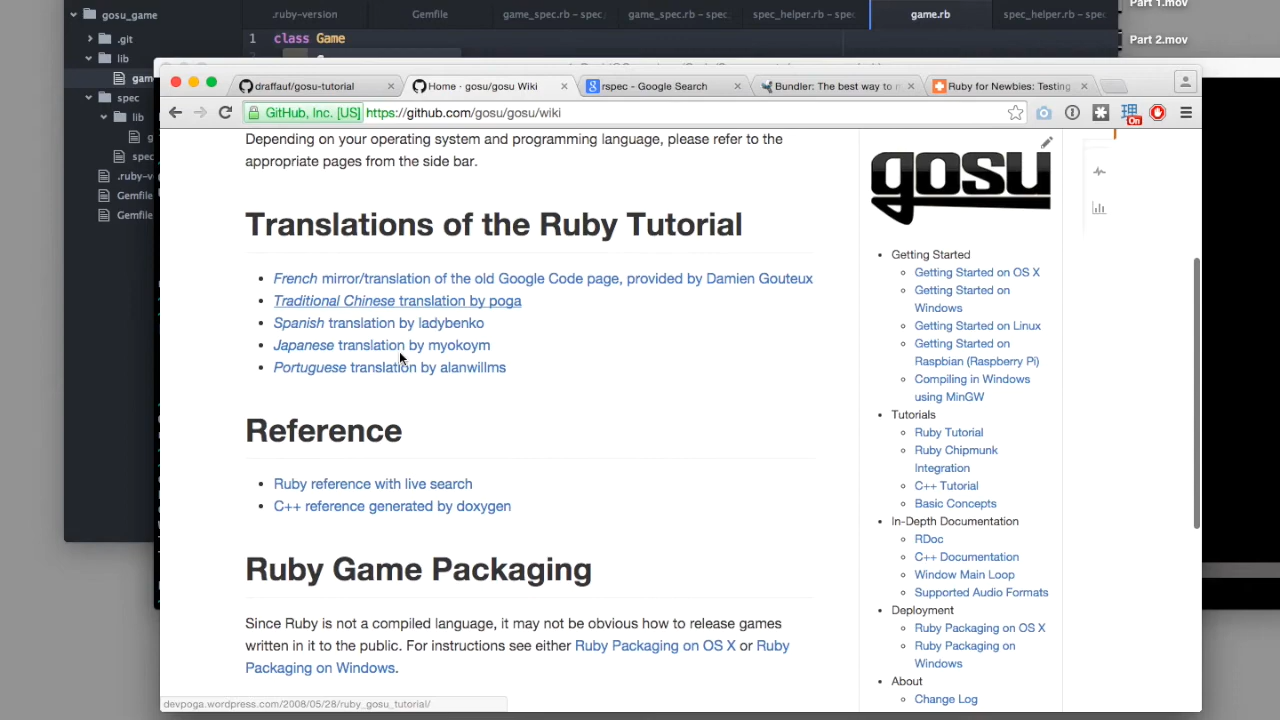 gosu_game
.ruby-version
Gemfile
game_spec.rb – spec
game_spec.rb – spec
spec_helper.rb – spe
game.rb
spec_helper.rb – spe
Part 1.mov
Part 2.mov
.git
1 class Game
lib
gam
spec
lib
g
spec
.ruby-v
Gemfile
Gemfile
draffauf/gosu-tutorial
Home · gosu/gosu Wiki
rspec - Google Search
Bundler: The best way to m
Ruby for Newbies: Testing
GitHub, Inc. [US] https://github.com/gosu/gosu/wiki
On
Depending on your operating system and programming language, please refer to the
appropriate pages from the side bar.
Translations of the Ruby Tutorial
French mirror/translation of the old Google Code page, provided by Damien Gouteux
Traditional Chinese translation by poga
Spanish translation by ladybenko
Japanese translation by myokoym
Portuguese translation by alanwillms
Reference
Ruby reference with live search
C++ reference generated by doxygen
Ruby Game Packaging
Since Ruby is not a compiled language, it may not be obvious how to release games
written in it to the public. For instructions see either Ruby Packaging on OS X or Ruby
Packaging on Windows.
gosu
Getting Started
Getting Started on OS X
Getting Started on
Windows
Getting Started on Linux
Getting Started on
Raspbian (Raspberry Pi)
Compiling in Windows
using MinGW
Tutorials
Ruby Tutorial
Ruby Chipmunk
Integration
C++ Tutorial
Basic Concepts
In-Depth Documentation
RDoc
C++ Documentation
Window Main Loop
Supported Audio Formats
Deployment
Ruby Packaging on OS X
Ruby Packaging on
Windows
About
Change Log
devpoga.wordpress.com/2008/05/28/ruby_gosu_tutorial/